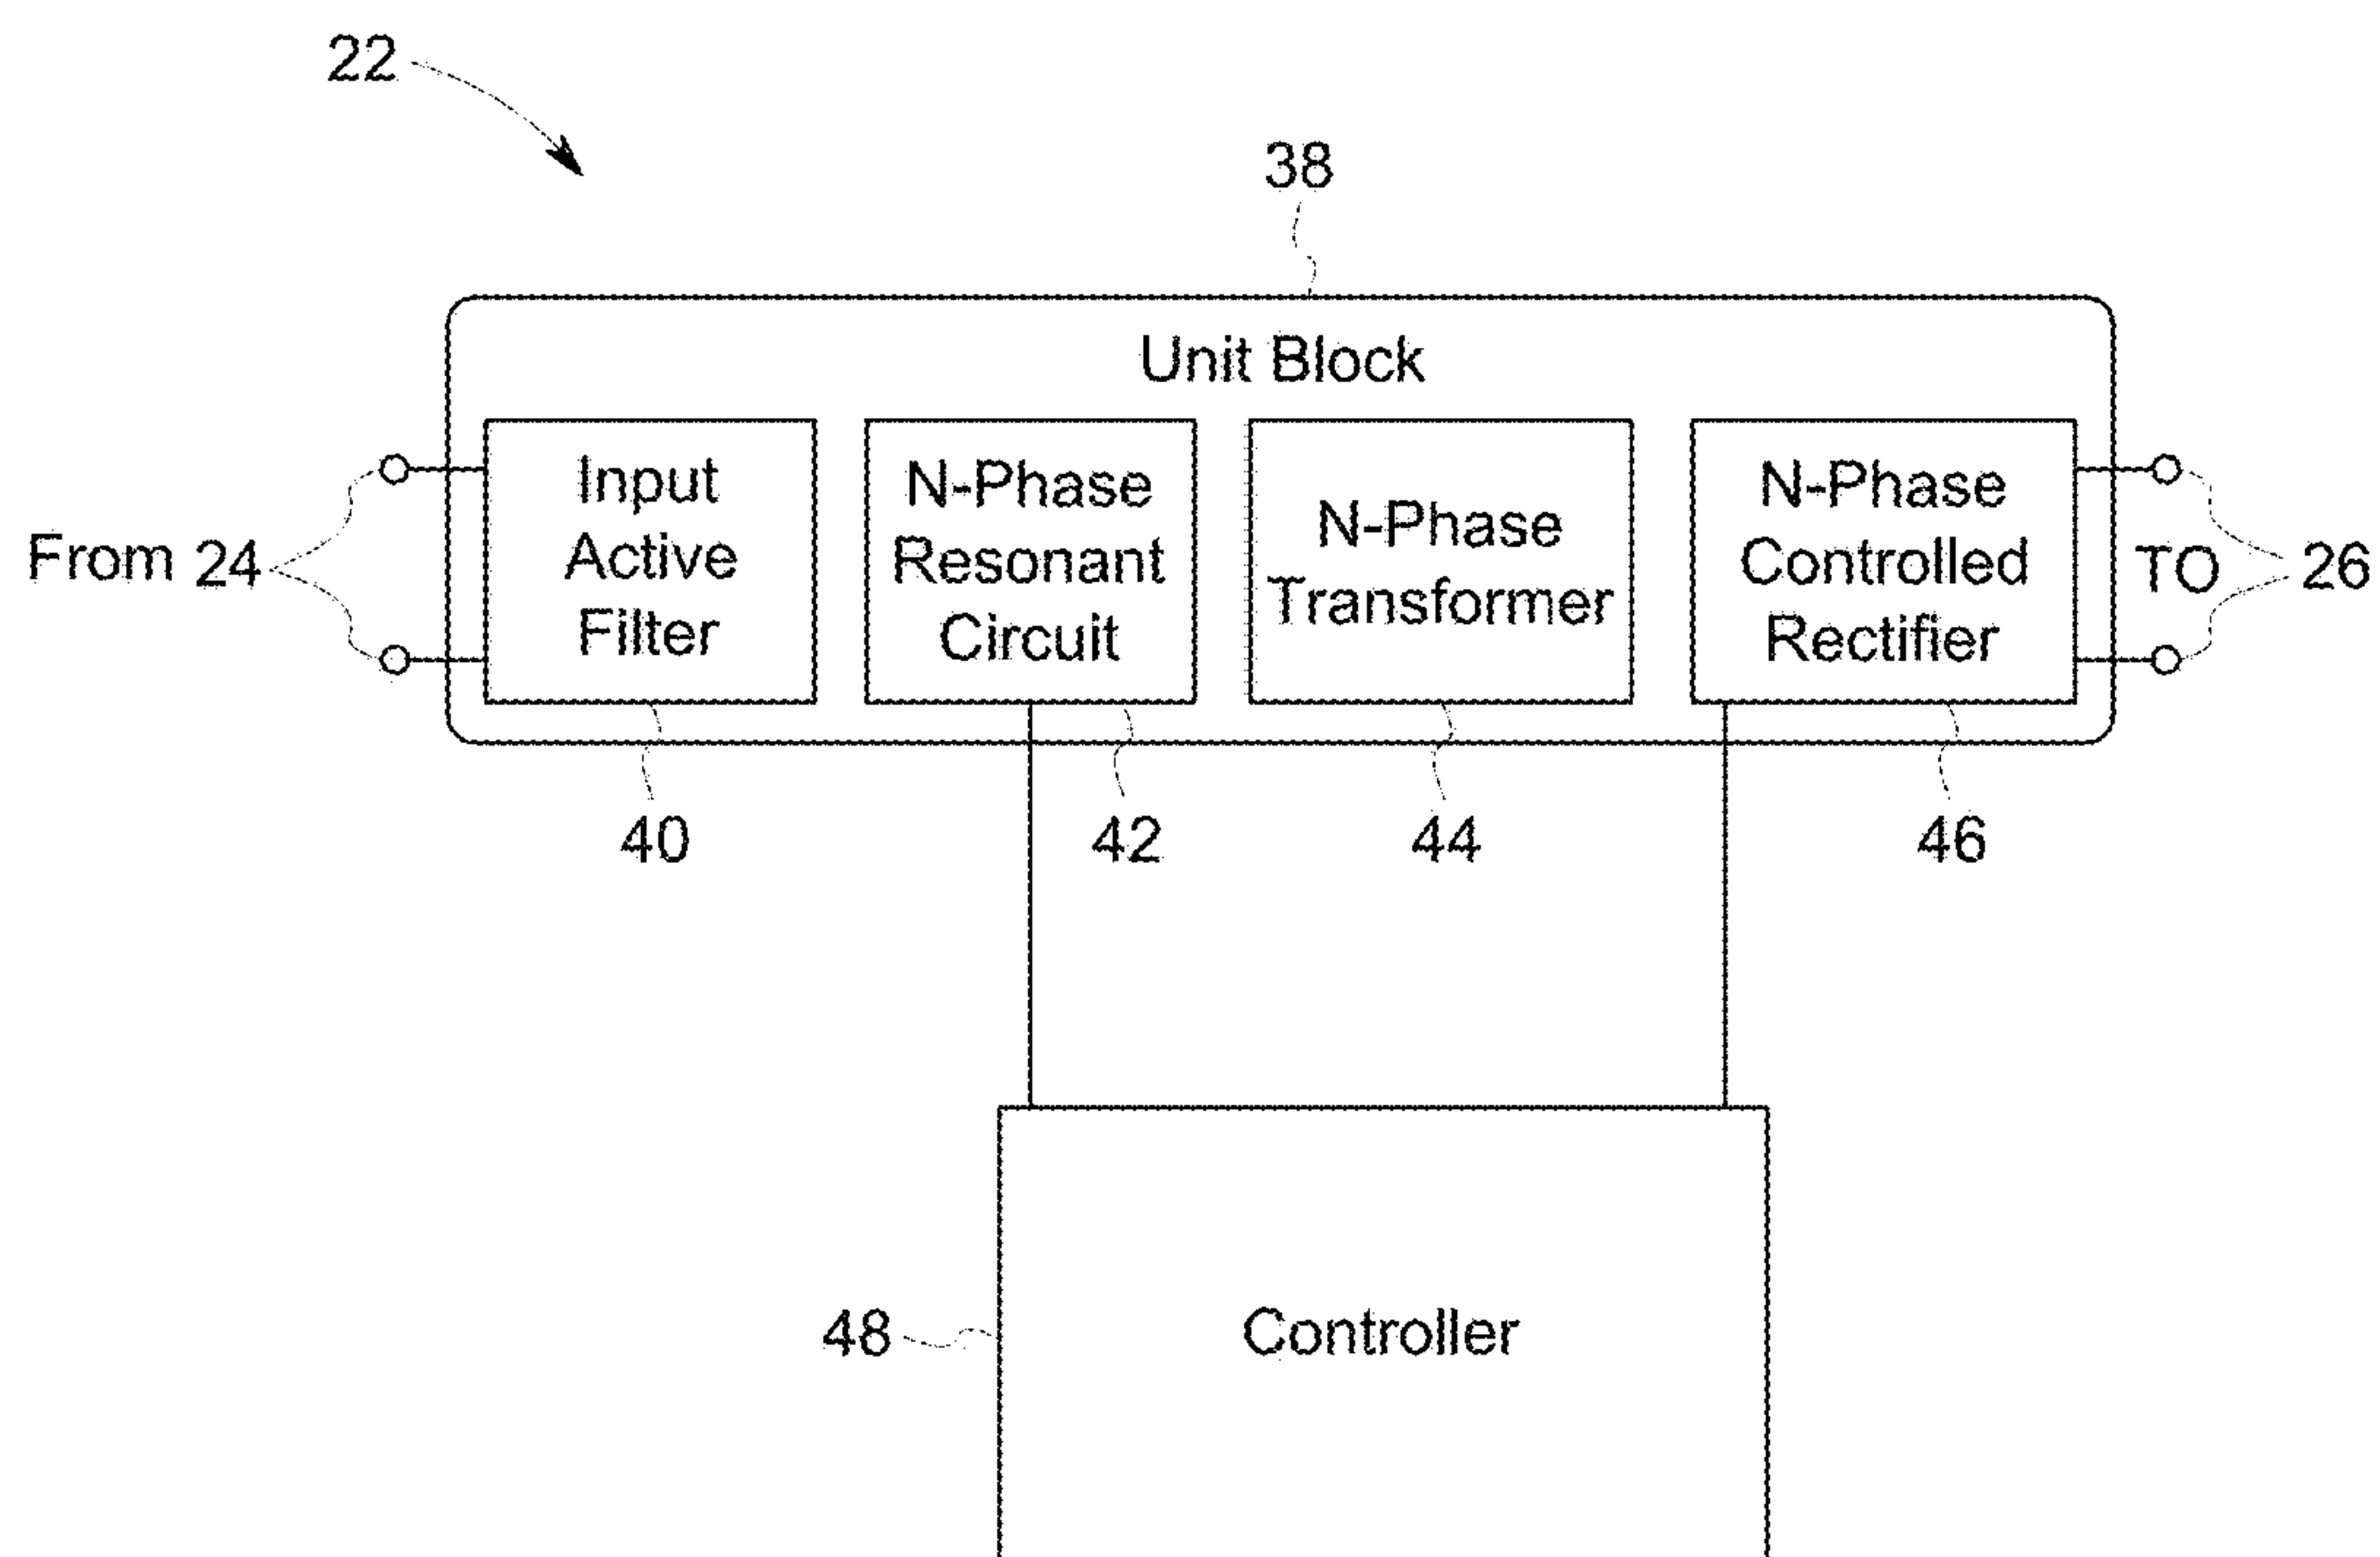 22
38
Unit Block
Input
Active
Filter
N-Phase
Resonant
Circuit
N-Phase
Transformer
N-Phase
Controlled
Rectifier
From 24
TO 26
40
42
44
46
48
Controller